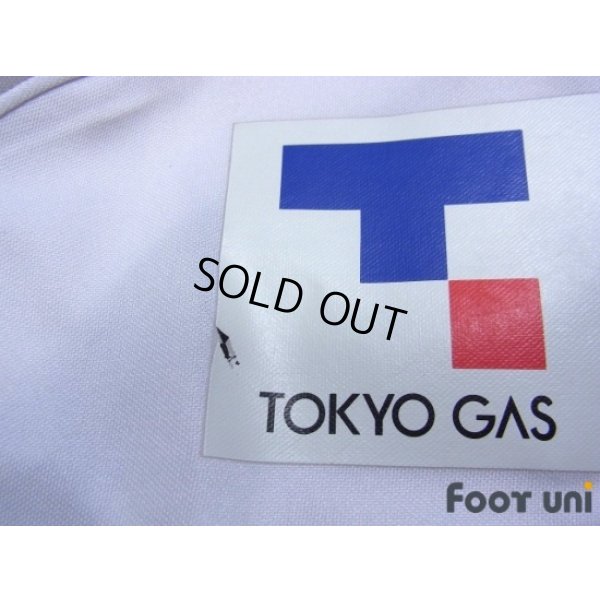 SOLD OUT
TOKYO GAS
Foot uni